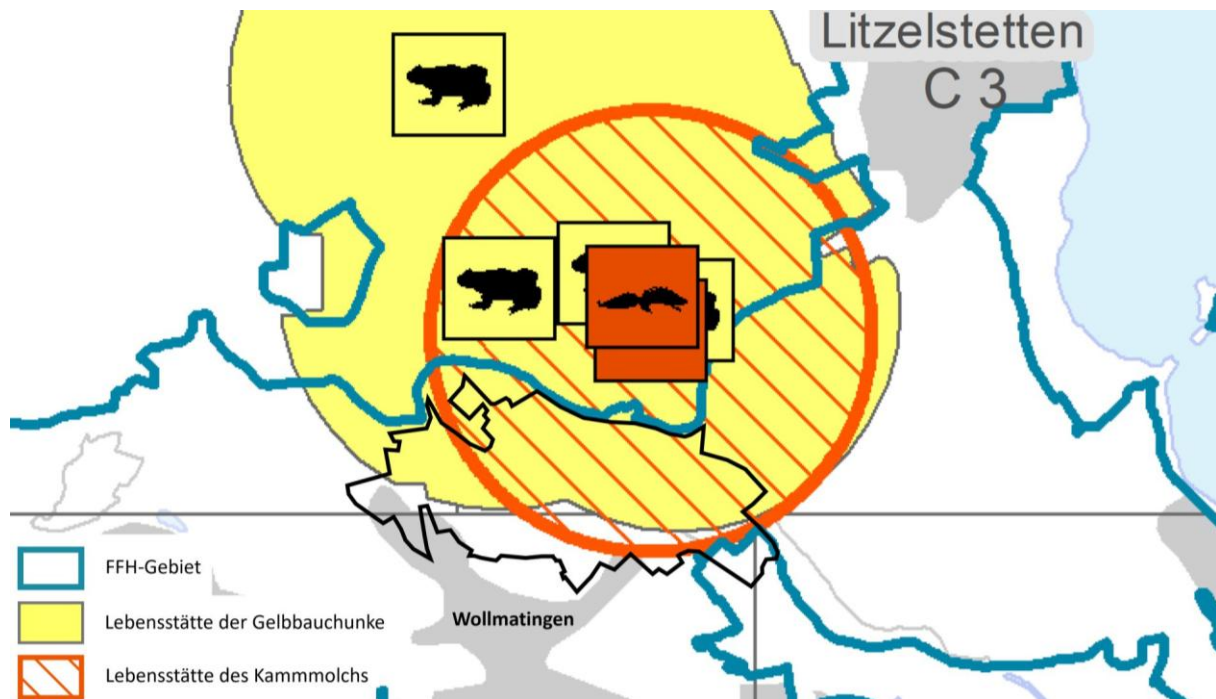 Litzelstetten
C 3
FFH-Gebiet
Lebensstätte der Gelbbauchunke
Wollmatingen
Lebensstätte des Kammmolchs